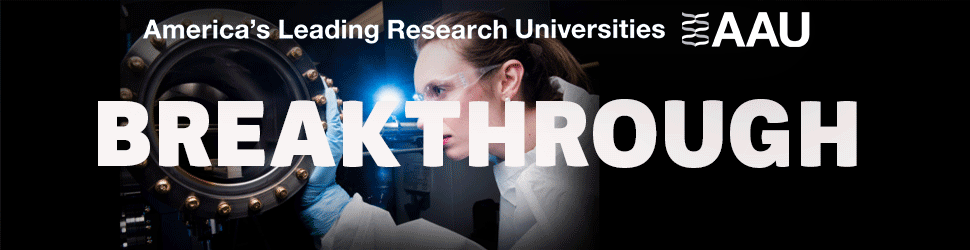 America's Leading Research Universities AAU
BREAKTHROUGH